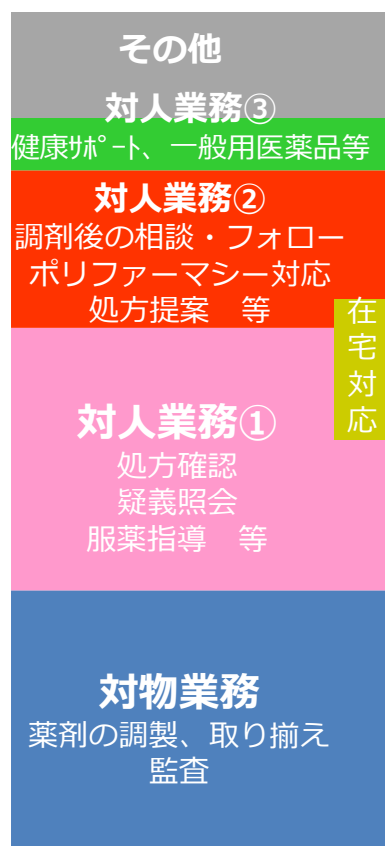 その他
対人業務③
健康ｻﾎﾟｰﾄ、一般用医薬品等
対人業務②
調剤後の相談・フォロー
ポリファーマシー対応
処方提案　等
在宅対応
対人業務①
処方確認
疑義照会
服薬指導　等
対物業務
薬剤の調製、取り揃え
監査